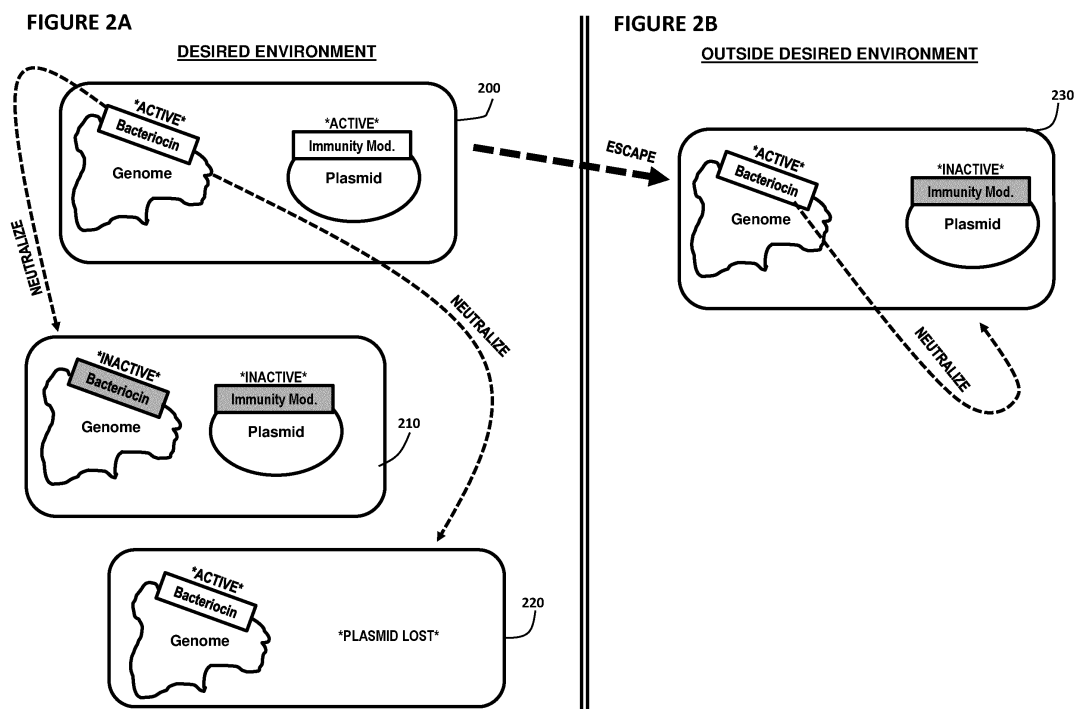 FIGURE 2A
DESIRED ENVIRONMENT
200
*ACTIVE*
Bacteriocin
Genome
*ACTIVE*
Immunity Mod.
Plasmid
NEUTRALIZE
NEUTRALIZE
*INACTIVE*
Bacteriocin
Genome
*INACTIVE*
Immunity Mod.
Plasmid
210
*ACTIVE*
Bacteriocin
Genome
*PLASMID LOST*
220
ESCAPE
FIGURE 2B
OUTSIDE DESIRED ENVIRONMENT
230
*ACTIVE*
Bacteriocin
Genome
*INACTIVE*
Immunity Mod.
Plasmid
NEUTRALIZE